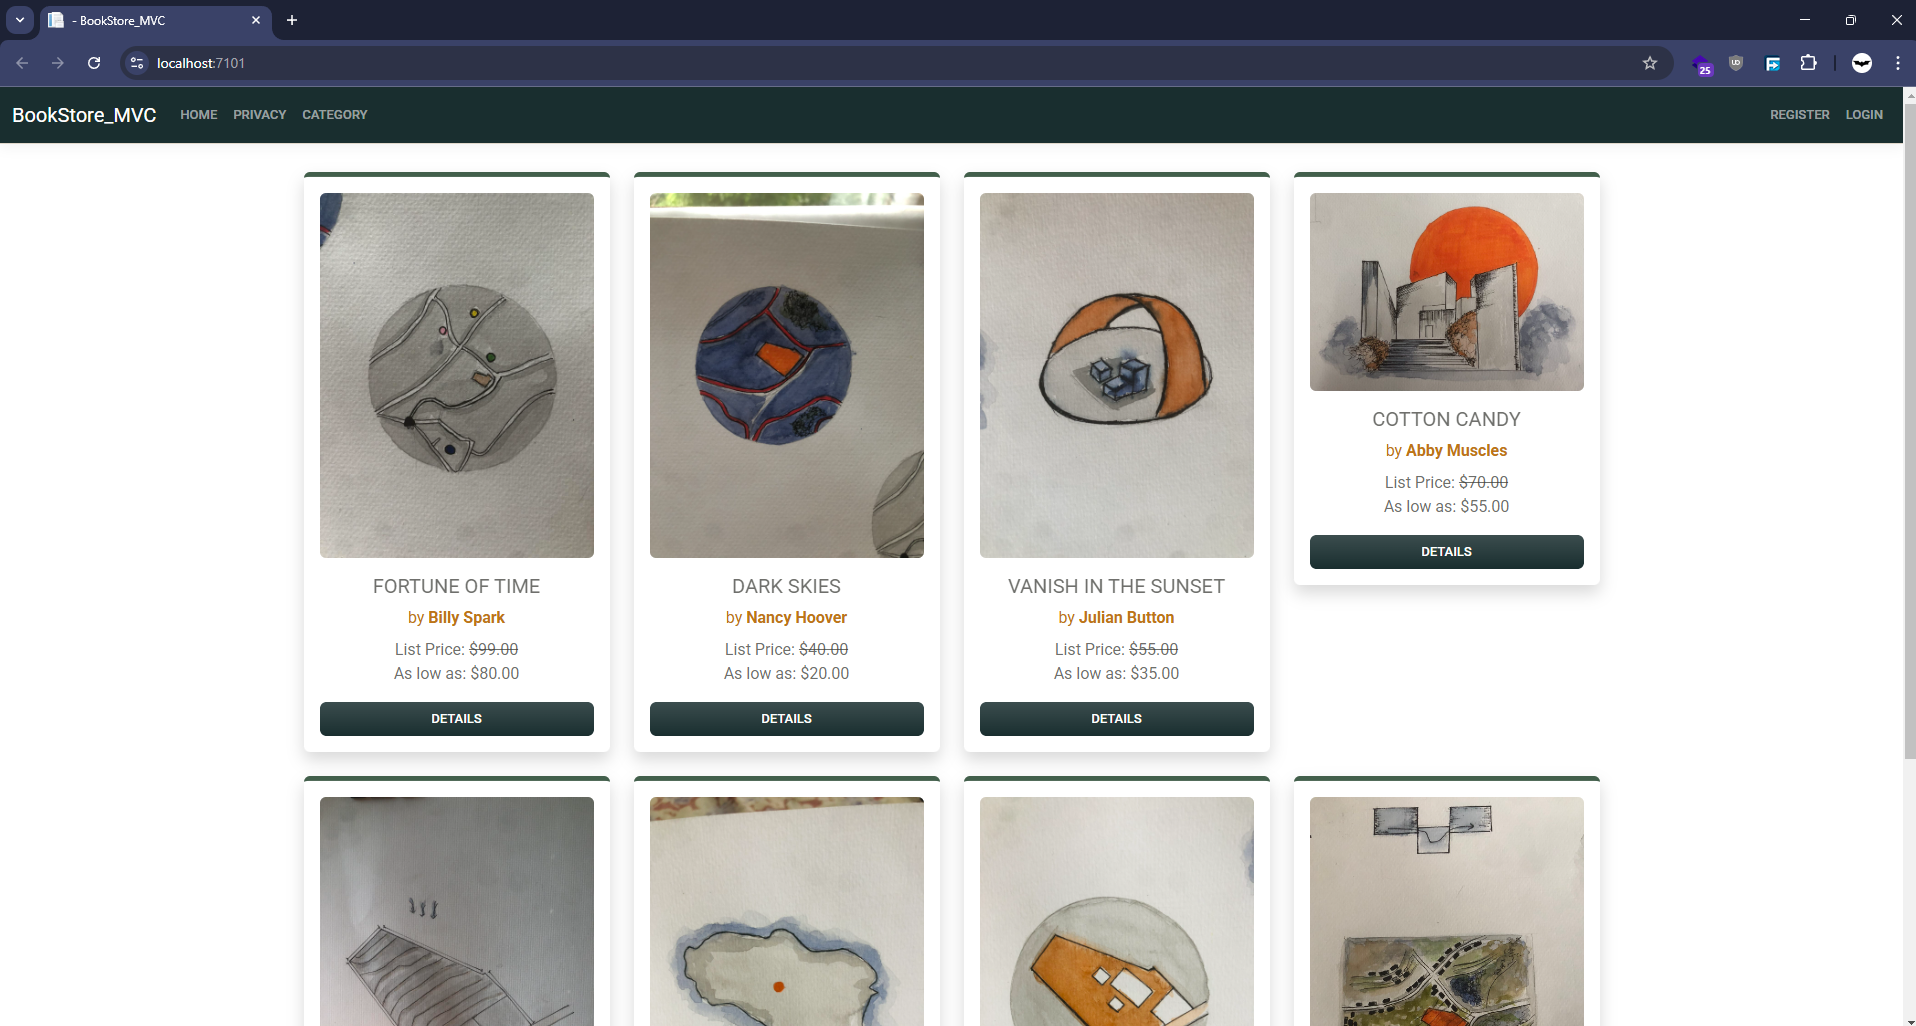 - BookStore_MVC
localhost:7101
25
BookStore_MVC HOME PRIVACY CATEGORY REGISTER LOGIN
FORTUNE OF TIME
by Billy Spark
List Price: $99.00
As low as: $80.00
DETAILS
DARK SKIES
by Nancy Hoover
List Price: $40.00
As low as: $20.00
DETAILS
VANISH IN THE SUNSET
by Julian Button
List Price: $55.00
As low as: $35.00
DETAILS
COTTON CANDY
by Abby Muscles
List Price: $70.00
As low as: $55.00
DETAILS